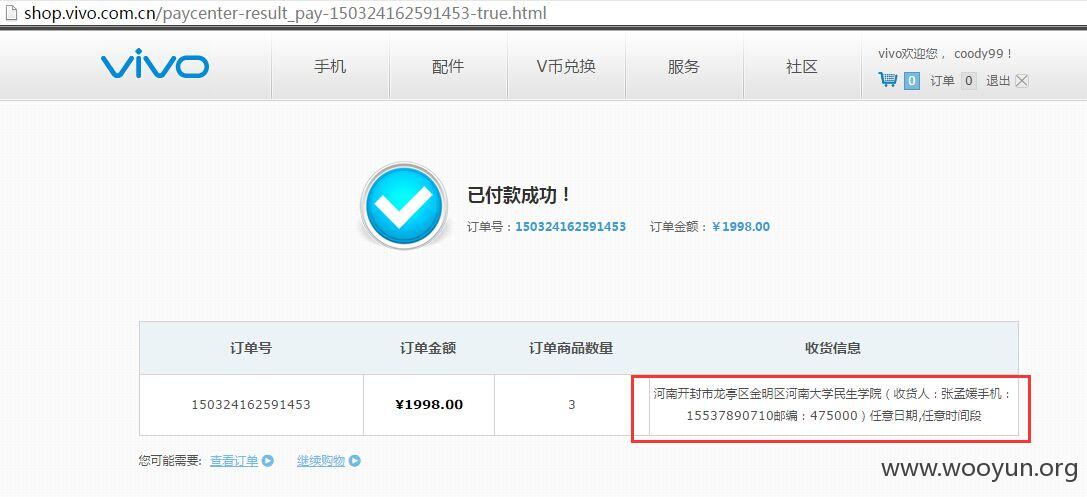 shop.vivo.com.cn/paycenter-result_pay-150324162591453-true.html
vivo
手机
配件
V币兑换
服务
社区
vivo欢迎您， coody99！
0 订单 0 退出
已付款成功！
订单号：150324162591453 订单金额：¥1998.00
订单号 订单金额 订单商品数量 收货信息
150324162591453 ¥1998.00 3 河南开封市龙亭区金明区河南大学民生学院（收货人：张孟媛手机：
15537890710邮编：475000）任意日期,任意时间段
您可能需要: 查看订单 继续购物
www.wooyun.org